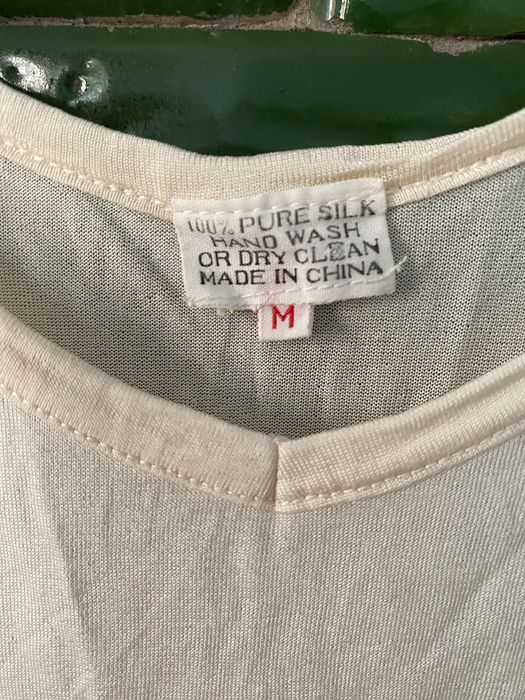 100% PURE SILK
HAND WASH
OR DRY CLEAN
MADE IN CHINA
M